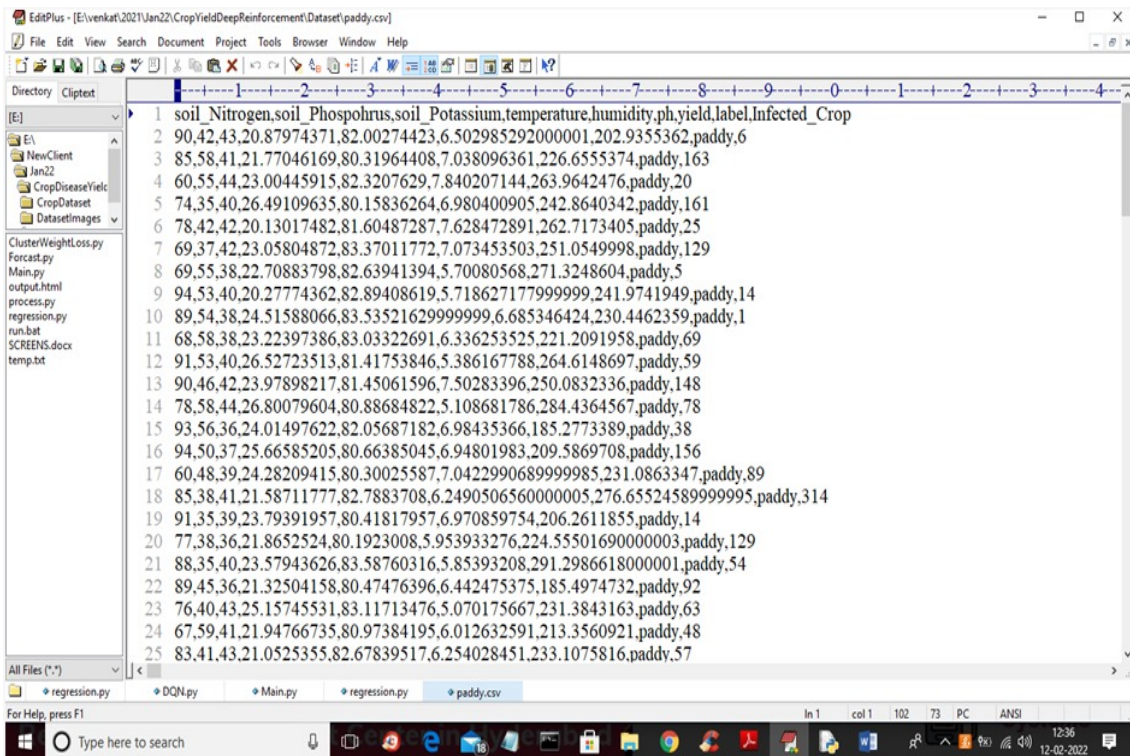 EditPlus - [E:\venkat\2021\Jan22\CropYieldDeepReinforcement\Dataset\paddy.csv]
File Edit View Search Document Project Tools Browser Window Help
Directory Cliptext
----+----1----+----2----+----3----+----4----+----5----+----6----+----7----+----8----+----9----+----0----+----1----+----2----+----3----+----4--
[E:]
E:\
NewClient
Jan22
CropDiseaseYield
CropDataset
DatasetImages
ClusterWeightLoss.py
Forcast.py
Main.py
output.html
process.py
regression.py
run.bat
SCREENS.docx
temp.txt
All Files (*.*)
1 soil_Nitrogen,soil_Phospohrus,soil_Potassium,temperature,humidity,ph,yield,label,Infected_Crop
2 90,42,43,20.87974371,82.00274423,6.502985292000001,202.9355362,paddy,6
3 85,58,41,21.77046169,80.31964408,7.038096361,226.6555374,paddy,163
4 60,55,44,23.00445915,82.3207629,7.840207144,263.9642476,paddy,20
5 74,35,40,26.49109635,80.15836264,6.980400905,242.8640342,paddy,161
6 78,42,42,20.13017482,81.60487287,7.628472891,262.7173405,paddy,25
7 69,37,42,23.05804872,83.37011772,7.073453503,251.0549998,paddy,129
8 69,55,38,22.70883798,82.63941394,5.70080568,271.3248604,paddy,5
9 94,53,40,20.27774362,82.89408619,5.718627177999999,241.9741949,paddy,14
10 89,54,38,24.51588066,83.53521629999999,6.685346424,230.4462359,paddy,1
11 68,58,38,23.22397386,83.03322691,6.336253525,221.2091958,paddy,69
12 91,53,40,26.52723513,81.41753846,5.386167788,264.6148697,paddy,59
13 90,46,42,23.97898217,81.45061596,7.50283396,250.0832336,paddy,148
14 78,58,44,26.80079604,80.88684822,5.108681786,284.4364567,paddy,78
15 93,56,36,24.01497622,82.05687182,6.98435366,185.2773389,paddy,38
16 94,50,37,25.66585205,80.66385045,6.94801983,209.5869708,paddy,156
17 60,48,39,24.28209415,80.30025587,7.0422990689999985,231.0863347,paddy,89
18 85,38,41,21.58711777,82.7883708,6.2490506560000005,276.65524589999995,paddy,314
19 91,35,39,23.79391957,80.41817957,6.970859754,206.2611855,paddy,14
20 77,38,36,21.8652524,80.1923008,5.953933276,224.55501690000003,paddy,129
21 88,35,40,23.57943626,83.58760316,5.85393208,291.2986618000001,paddy,54
22 89,45,36,21.32504158,80.47476396,6.442475375,185.4974732,paddy,92
23 76,40,43,25.15745531,83.11713476,5.070175667,231.3843163,paddy,63
24 67,59,41,21.94766735,80.97384195,6.012632591,213.3560921,paddy,48
25 83,41,43,21.0525355,82.67839517,6.254028451,233.1075816,paddy,57
regression.py DQN.py Main.py regression.py paddy.csv
For Help, press F1 ln 1 col 1 102 73 PC ANSI
Type here to search 12:36
12-02-2022